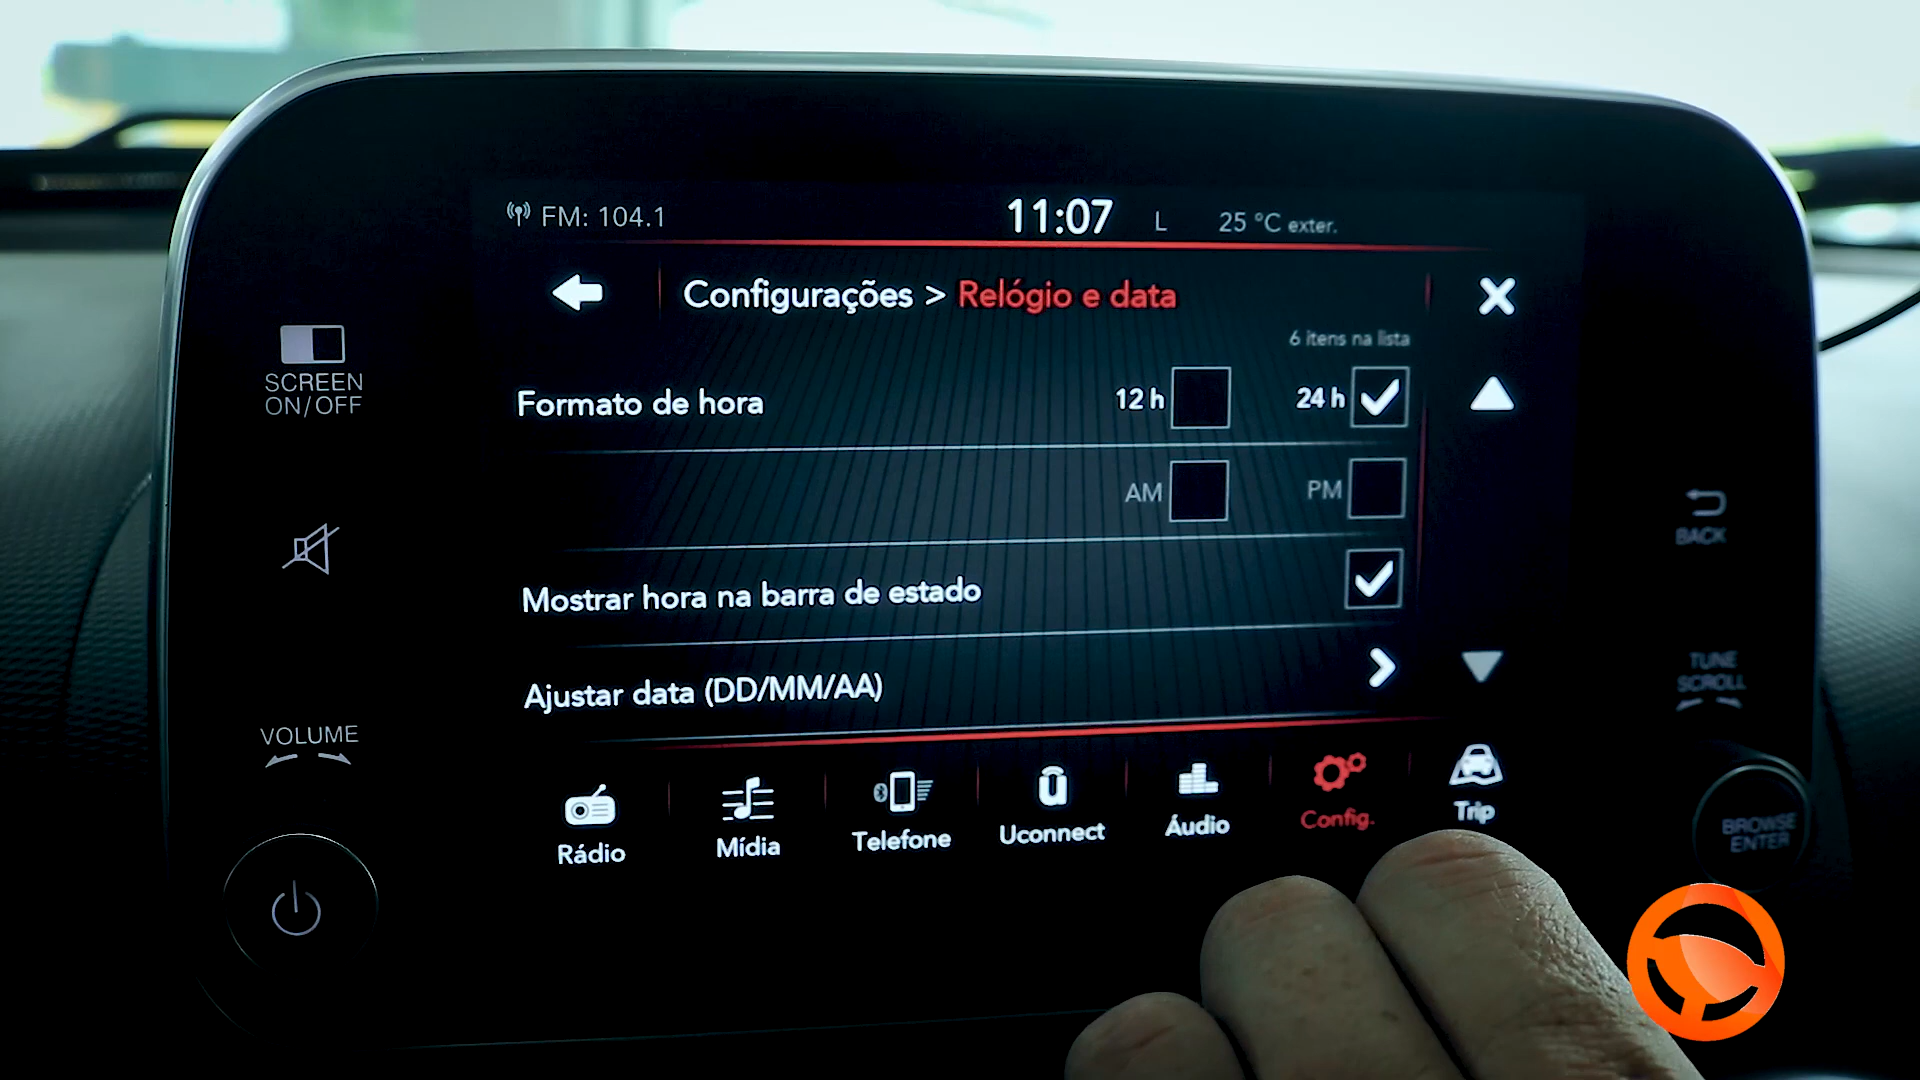 FM: 104.1 11:07 L 25 °C exter.
Configurações > Relógio e data
6 itens na lista
SCREEN
ON/OFF
Formato de hora 12 h 24 h
AM PM
BACK
Mostrar hora na barra de estado
Ajustar data (DD/MM/AA)
TUNE
SCROLL
VOLUME
Rádio Mídia Telefone Uconnect Áudio Config. Trip
BROWSE
ENTER